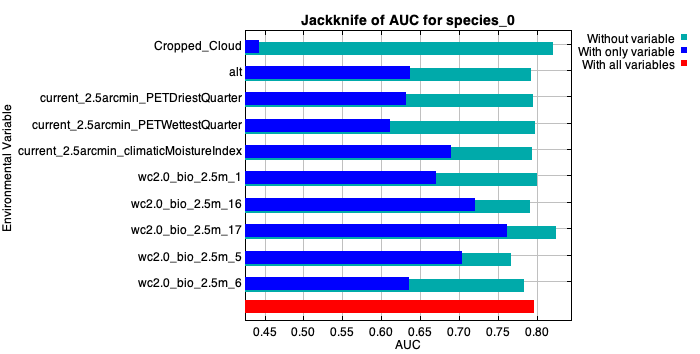 Jackknife of AUC for species_0
Without variable
With only variable
With all variables
Environmental Variable
Cropped_Cloud
alt
current_2.5arcmin_PETDriestQuarter
current_2.5arcmin_PETWettestQuarter
current_2.5arcmin_climaticMoistureIndex
wc2.0_bio_2.5m_1
wc2.0_bio_2.5m_16
wc2.0_bio_2.5m_17
wc2.0_bio_2.5m_5
wc2.0_bio_2.5m_6
0.45 0.50 0.55 0.60 0.65 0.70 0.75 0.80
AUC